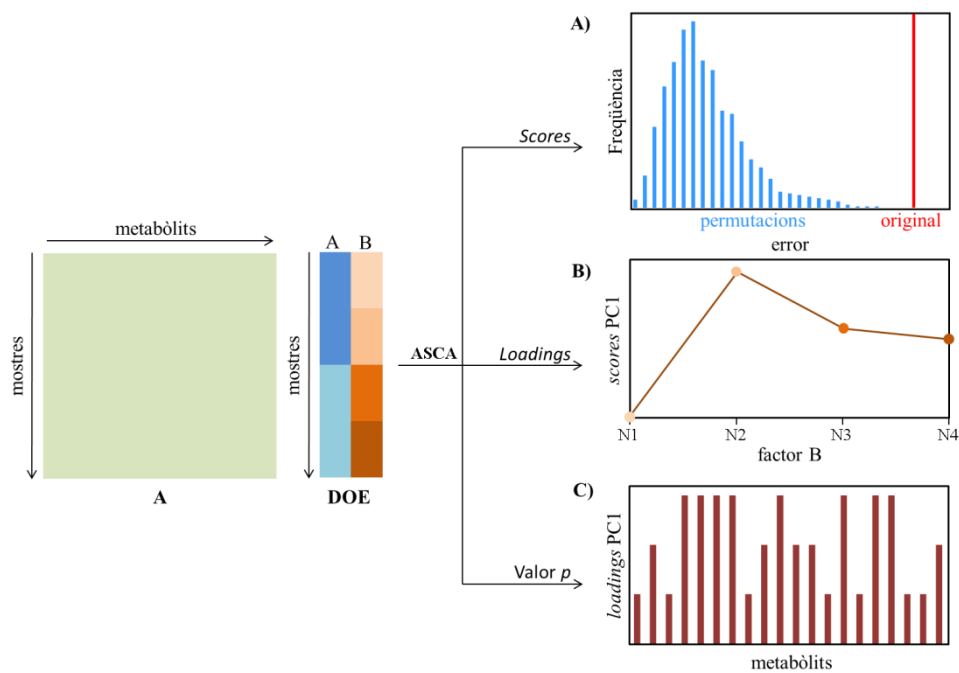 metabòlits
mostres
A
mostres
A B
DOE
ASCA
Scores
Loadings
Valor p
A)
Freqüència
permutacions original
error
B)
scores PC1
N1 N2 N3 N4
factor B
C)
loadings PC1
metabòlits